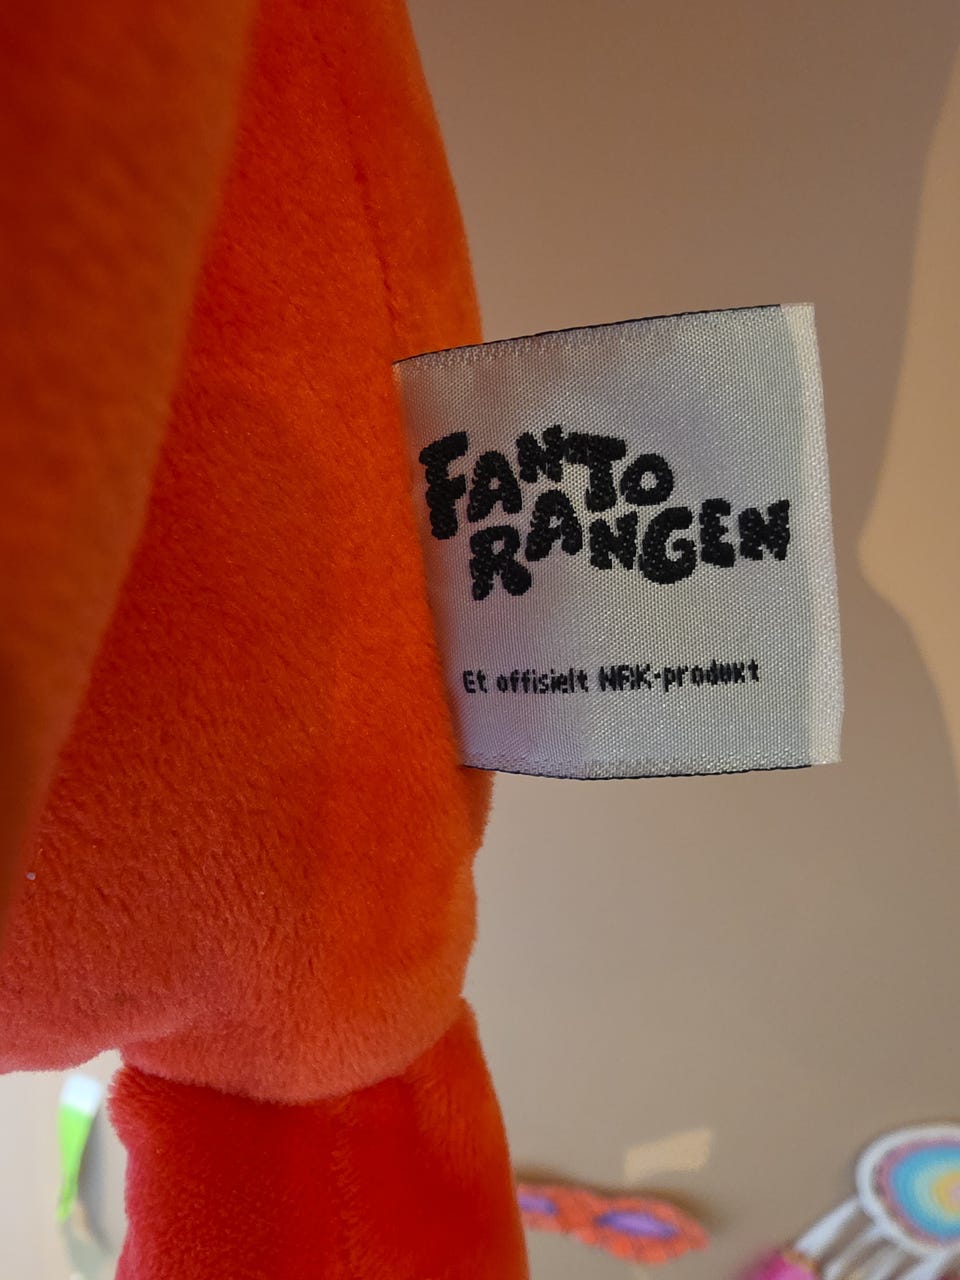 FANTO
RANGEN
Et offisielt NRK-produkt